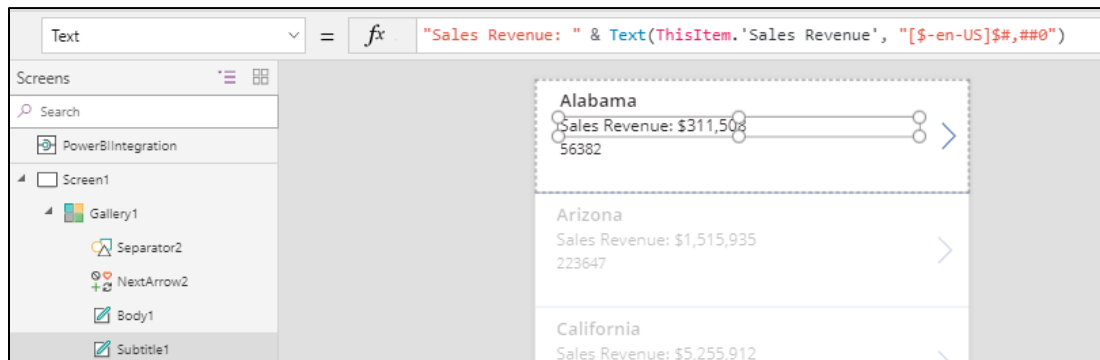 Text = fx "Sales Revenue: " & Text(ThisItem.'Sales Revenue', "[$-en-US]$#,##0")
Screens
Search
PowerBIIntegration
Screen1
Gallery1
Separator2
NextArrow2
Body1
Subtitle1
Alabama
Sales Revenue: $311,508
56382
Arizona
Sales Revenue: $1,515,935
223647
California
Sales Revenue: $5,255,912